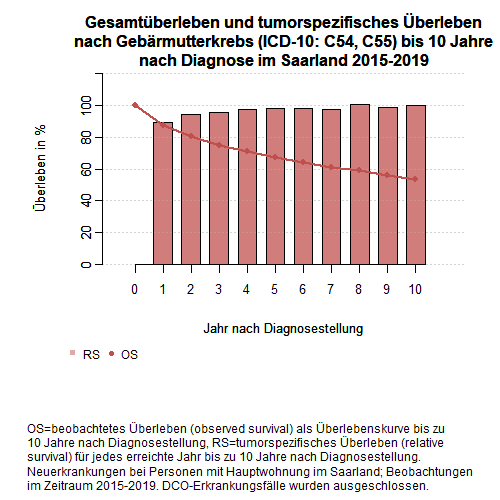 Gesamtüberleben und tumorspezifisches Überleben
nach Gebärmutterkrebs (ICD-10: C54, C55) bis 10 Jahre
nach Diagnose im Saarland 2015-2019
Überleben in %
100
80
60
40
20
0
0 1 2 3 4 5 6 7 8 9 10
Jahr nach Diagnosestellung
RS OS
OS=beobachtetes Überleben (observed survival) als Überlebenskurve bis zu
10 Jahre nach Diagnosestellung, RS=tumorspezifisches Überleben (relative
survival) für jedes erreichte Jahr bis zu 10 Jahre nach Diagnosestellung.
Neuerkrankungen bei Personen mit Hauptwohnung im Saarland; Beobachtungen
im Zeitraum 2015-2019. DCO-Erkrankungsfälle wurden ausgeschlossen.